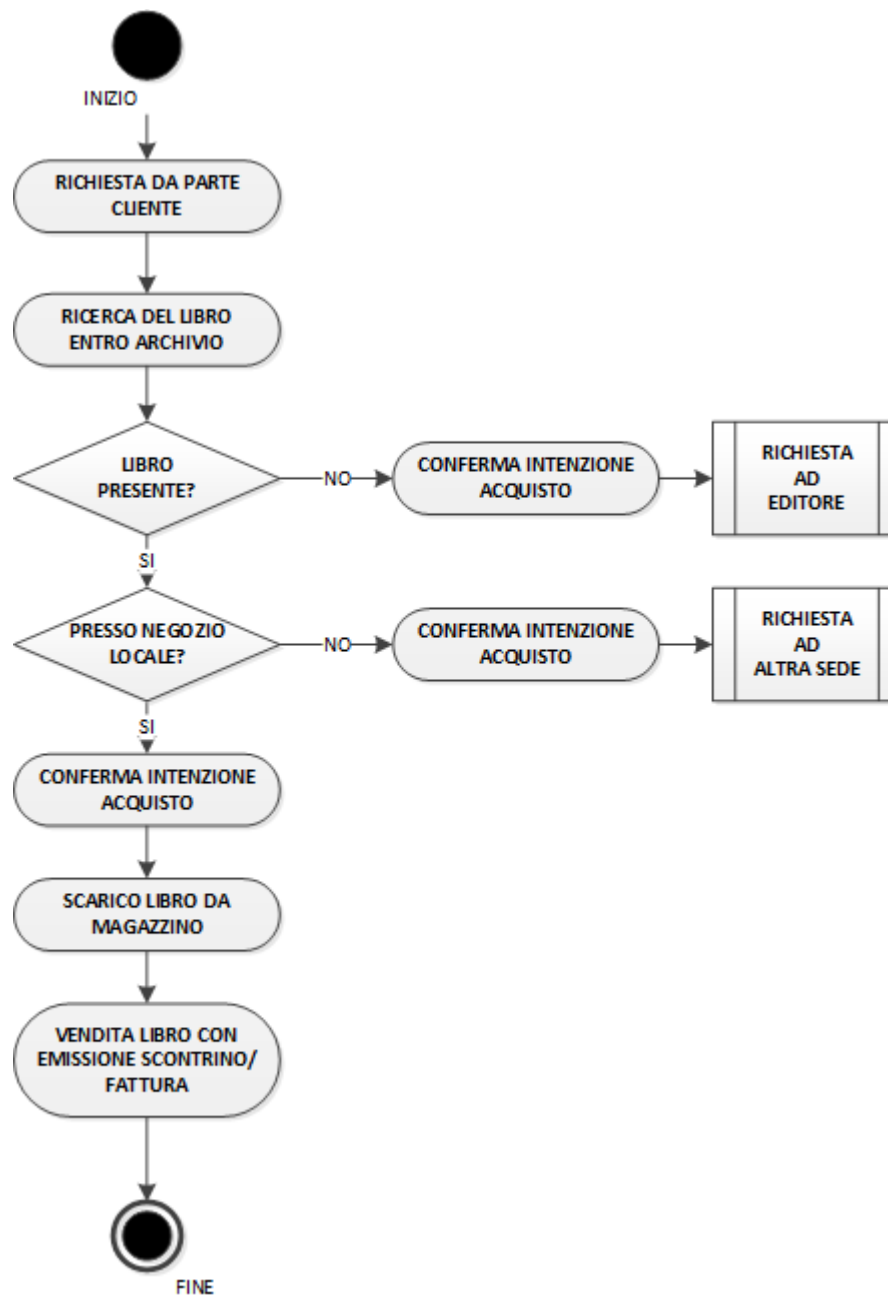 INIZIO
RICHIESTA DA PARTE
CLIENTE
RICERCA DEL LIBRO
ENTRO ARCHIVIO
LIBRO
PRESENTE?
NO
CONFERMA INTENZIONE
ACQUISTO
RICHIESTA
AD
EDITORE
SI
PRESSO NEGOZIO
LOCALE?
NO
CONFERMA INTENZIONE
ACQUISTO
RICHIESTA
AD
ALTRA SEDE
SI
CONFERMA INTENZIONE
ACQUISTO
SCARICO LIBRO DA
MAGAZZINO
VENDITA LIBRO CON
EMISSIONE SCONTRINO/
FATTURA
FINE